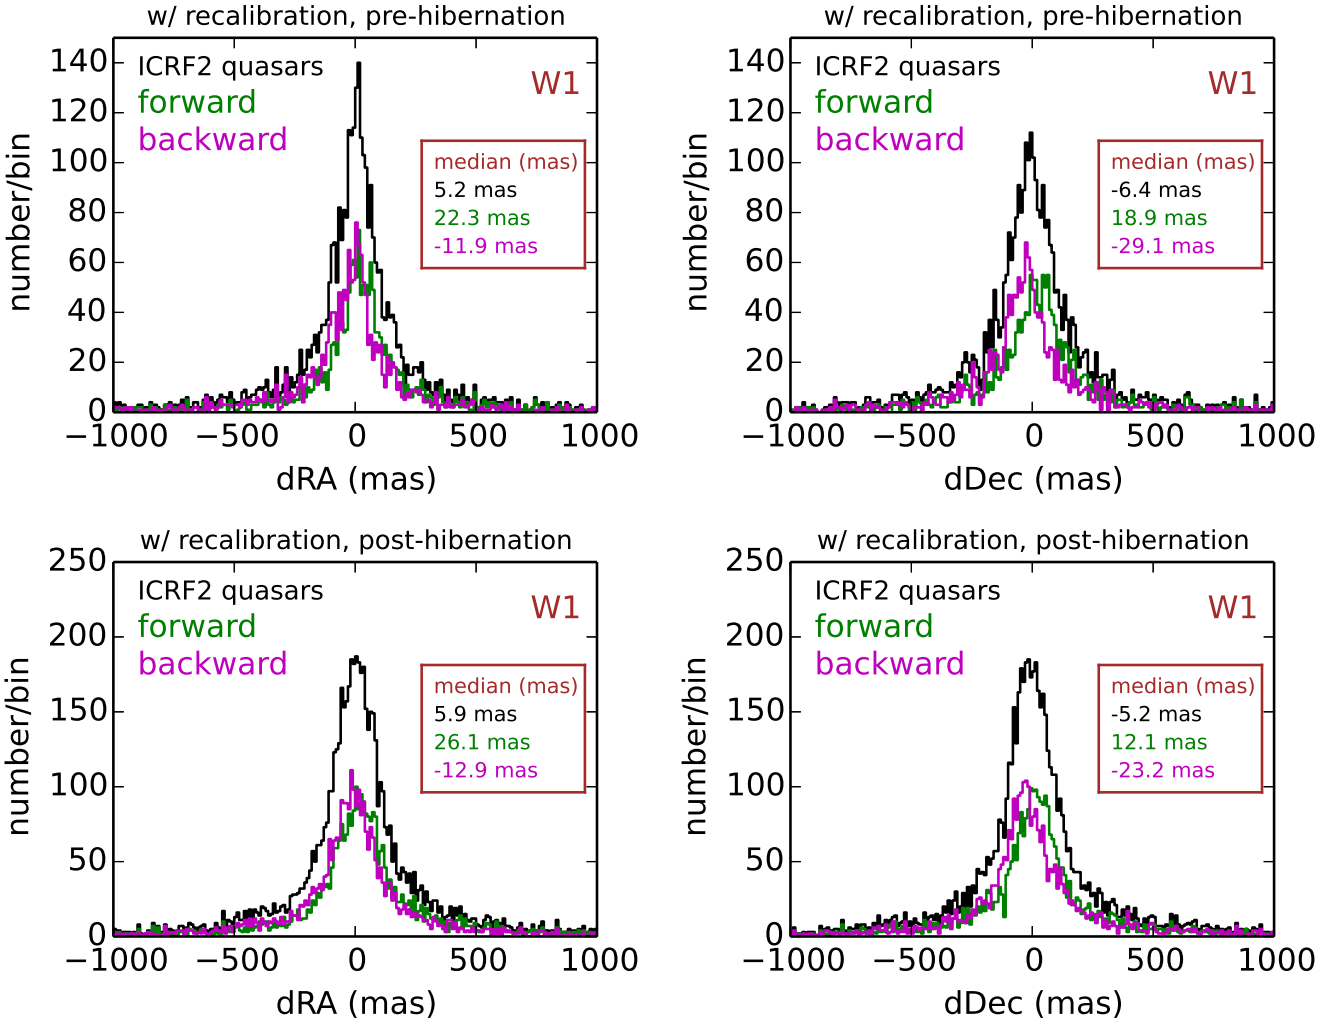 w/ recalibration, pre-hibernation
140
120
100
80
60
40
20
0
number/bin
ICRF2 quasars
forward
backward
W1
median (mas)
5.2 mas
22.3 mas
-11.9 mas
−1000 −500 0 500 1000
dRA (mas)
w/ recalibration, pre-hibernation
140
120
100
80
60
40
20
0
number/bin
ICRF2 quasars
forward
backward
W1
median (mas)
-6.4 mas
18.9 mas
-29.1 mas
−1000 −500 0 500 1000
dDec (mas)
w/ recalibration, post-hibernation
250
200
150
100
50
0
number/bin
ICRF2 quasars
forward
backward
W1
median (mas)
5.9 mas
26.1 mas
-12.9 mas
−1000 −500 0 500 1000
dRA (mas)
w/ recalibration, post-hibernation
250
200
150
100
50
0
number/bin
ICRF2 quasars
forward
backward
W1
median (mas)
-5.2 mas
12.1 mas
-23.2 mas
−1000 −500 0 500 1000
dDec (mas)